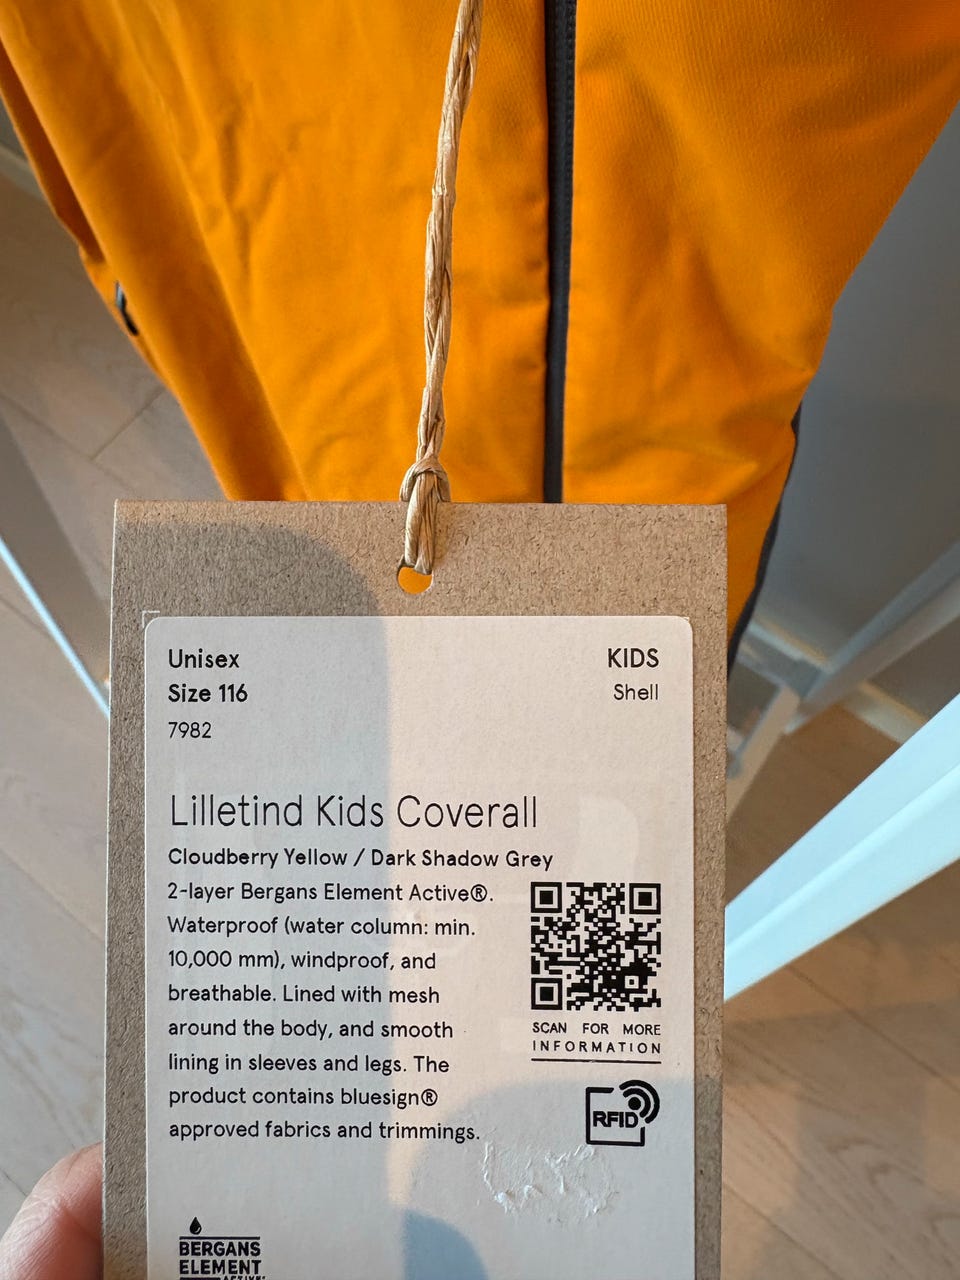 Unisex
KIDS
Size 116
Shell
7982
Lilletind Kids Coverall
Cloudberry Yellow / Dark Shadow Grey
2-layer Bergans Element Active®.
Waterproof (water column: min.
10,000 mm), windproof, and
breathable. Lined with mesh
around the body, and smooth
lining in sleeves and legs. The
product contains bluesign®
approved fabrics and trimmings.
SCAN FOR MORE
INFORMATION
RFID
BERGANS
ELEMENT
ACTIVE